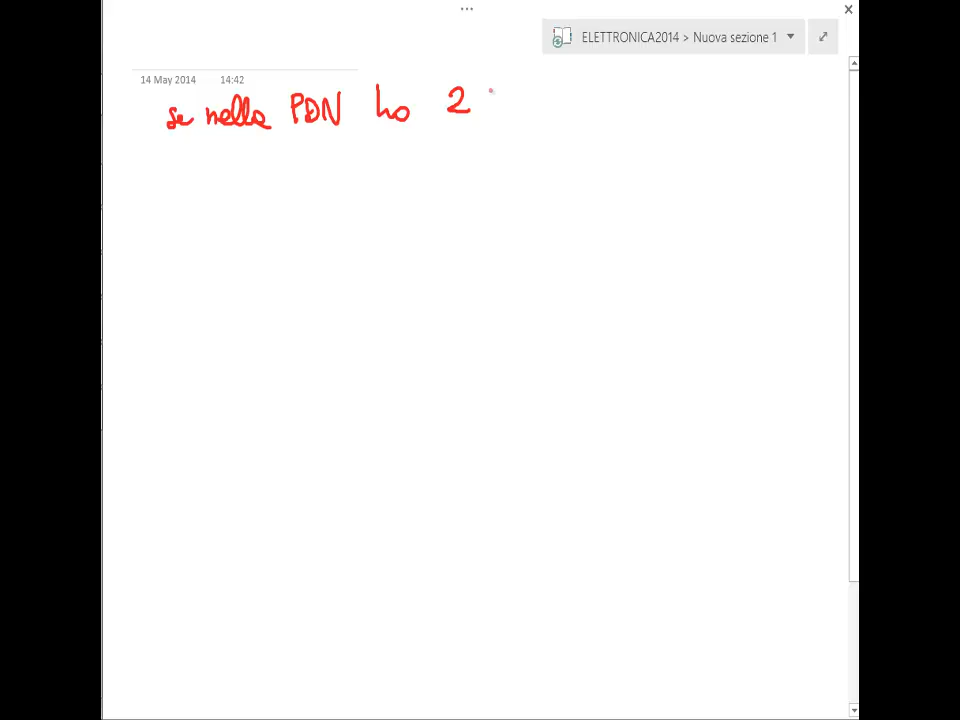 ELETTRONICA2014 > Nuova sezione 1
14 May 2014 14:42
se nella PDN ho 2